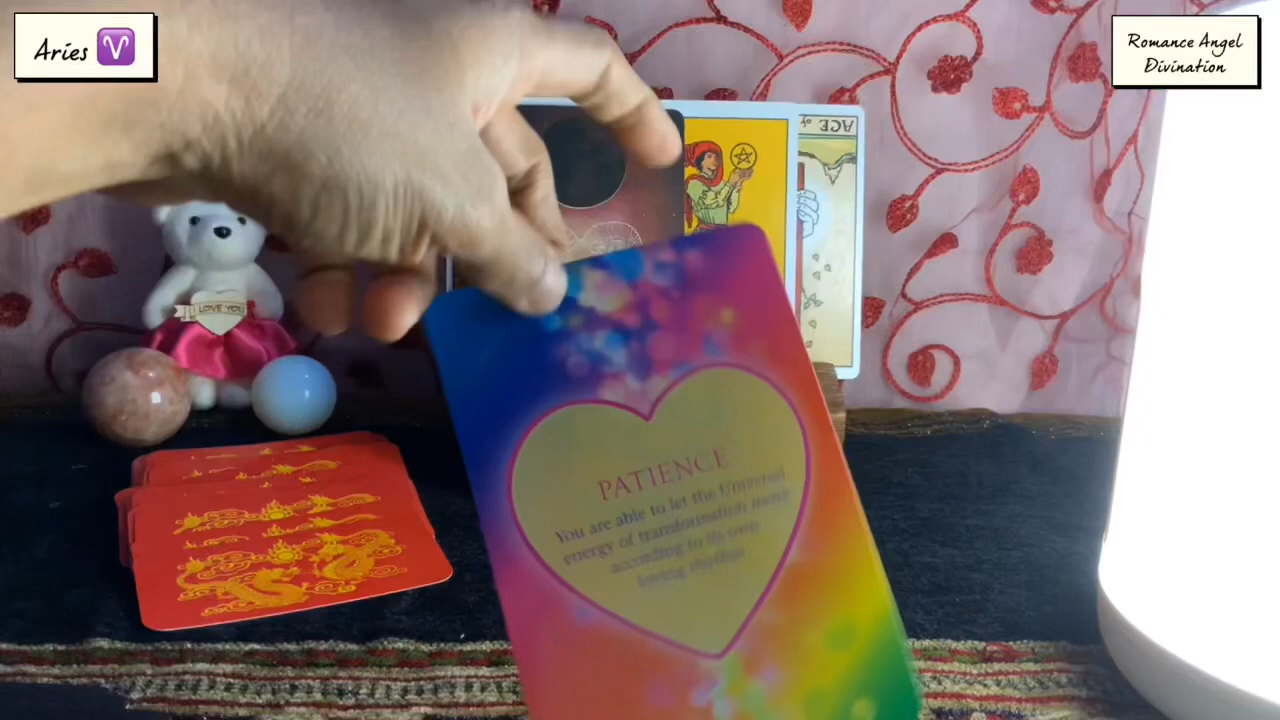 Aries ♈
Romance Angel
Divination
ACE of
I LOVE YOU
PATIENCE
You are able to let the Universal
energy of transformation move
according to its own
loving rhythm